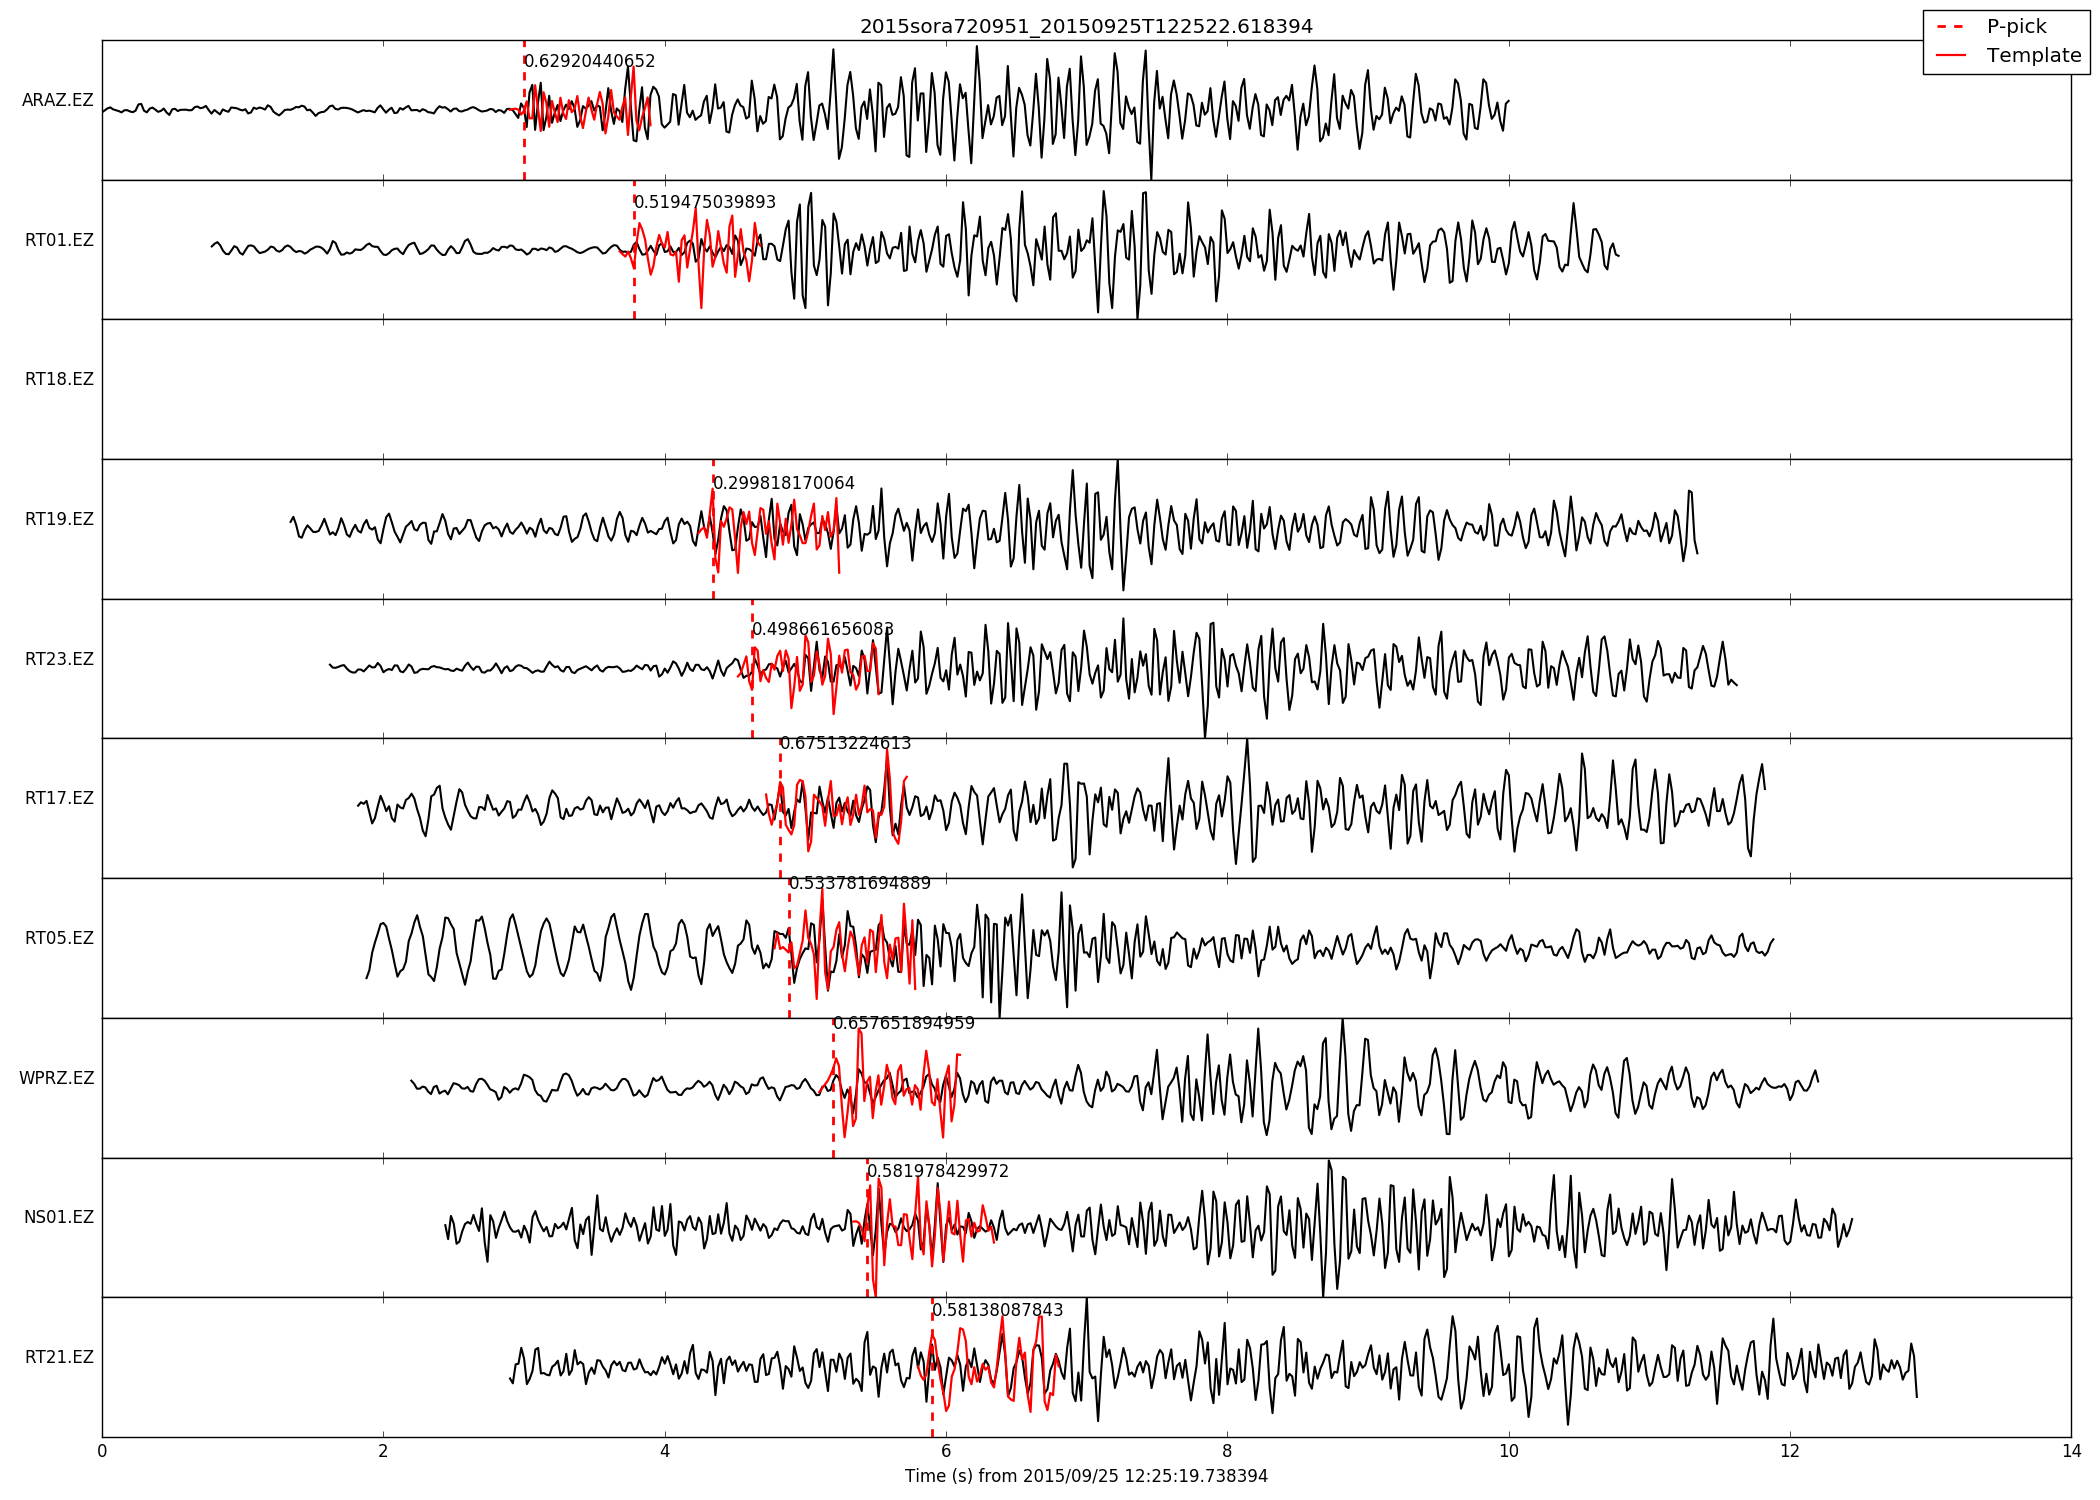 2015sora720951_20150925T122522.618394
P-pick
Template
ARAZ.EZ
0.62920440652
RT01.EZ
0.519475039893
RT18.EZ
RT19.EZ
0.299818170064
RT23.EZ
0.498661656083
RT17.EZ
0.67513224613
RT05.EZ
0.533781694889
WPRZ.EZ
0.657651894959
NS01.EZ
0.581978429972
RT21.EZ
0.58138087843
0 2 4 6 8 10 12 14
Time (s) from 2015/09/25 12:25:19.738394